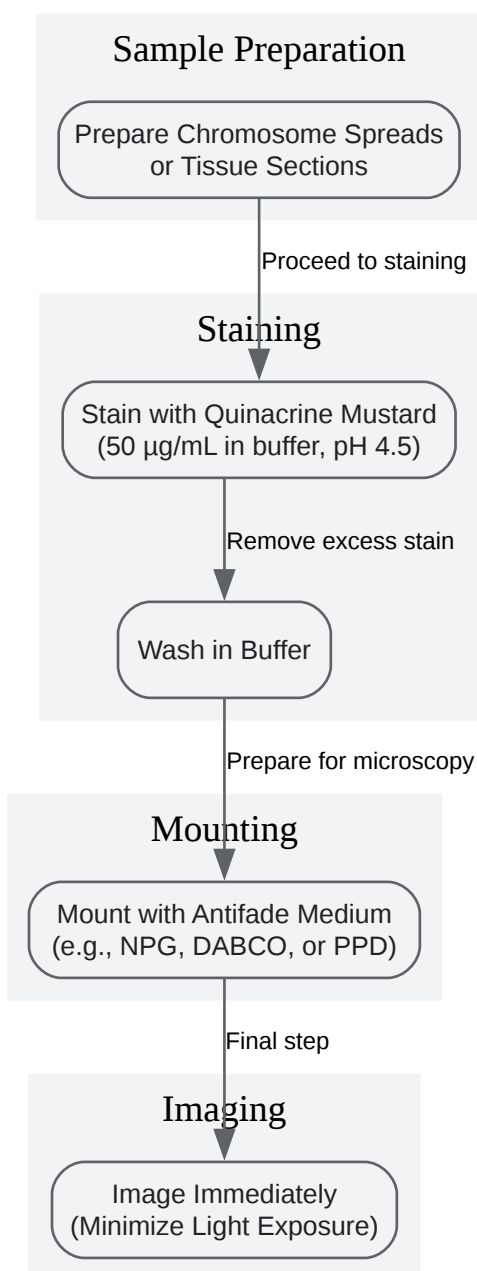 Sample Preparation
Prepare Chromosome Spreads
or Tissue Sections
Proceed to staining
Staining
Stain with Quinacrine Mustard
(50 µg/mL in buffer, pH 4.5)
Remove excess stain
Wash in Buffer
Prepare for microscopy
Mounting
Mount with Antifade Medium
(e.g., NPG, DABCO, or PPD)
Final step
Imaging
Image Immediately
(Minimize Light Exposure)